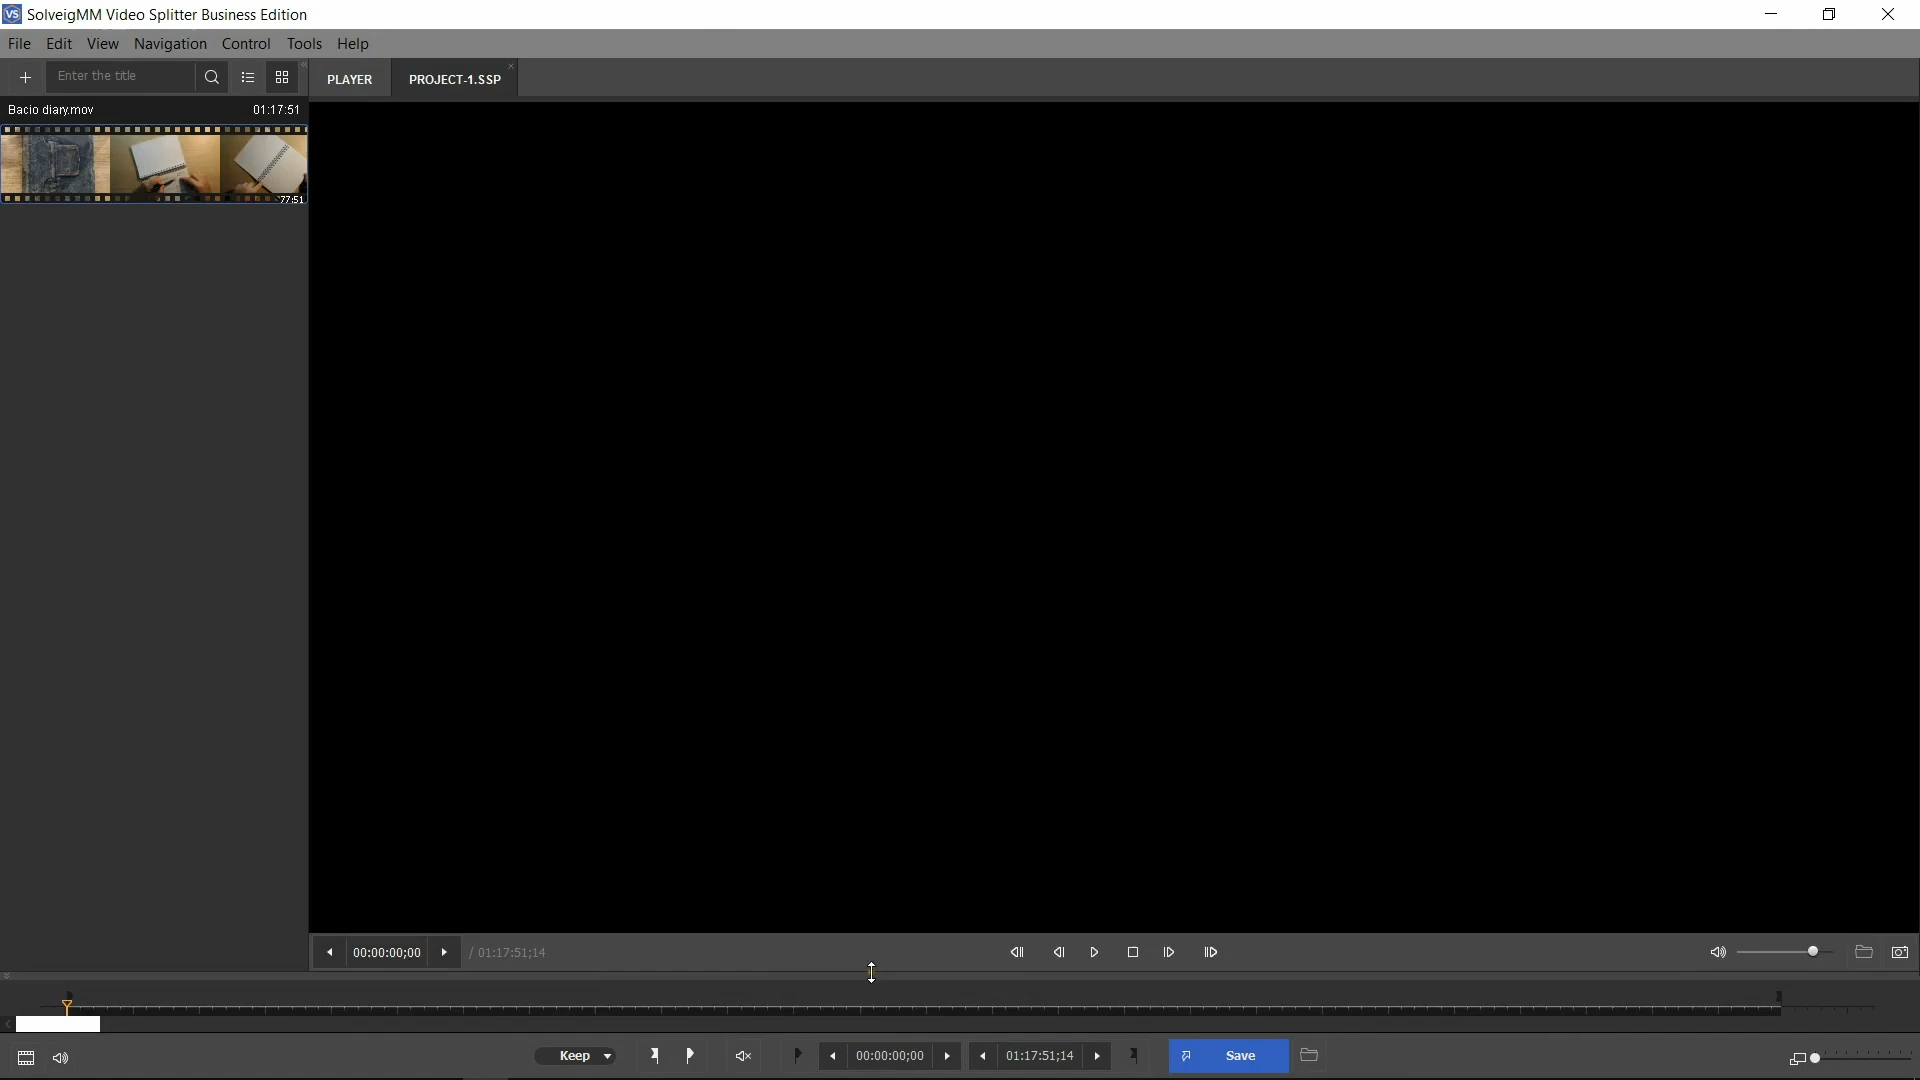 SolveigMM Video Splitter Business Edition
File Edit View Navigation Control Tools Help
Enter the title
PLAYER
PROJECT-1.SSP
Bacio diary.mov 01:17:51
77:51
00:00:00;00 / 01:17:51;14
Keep
00:00:00;00
01:17:51;14
Save